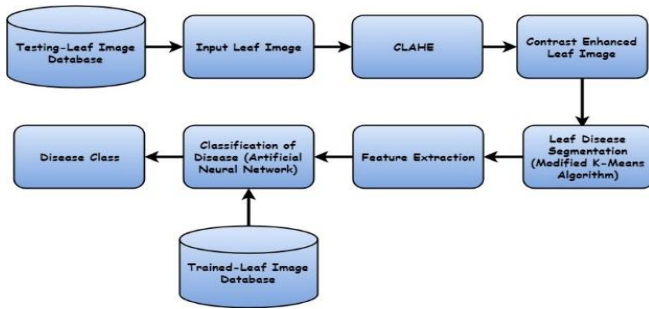 Testing-Leaf Image
Database
Input Leaf Image
CLAHE
Contrast Enhanced
Leaf Image
Leaf Disease
Segmentation
(Modified K-Means
Algorithm)
Feature Extraction
Classification of
Disease (Artificial
Neural Network)
Disease Class
Trained-Leaf Image
Database